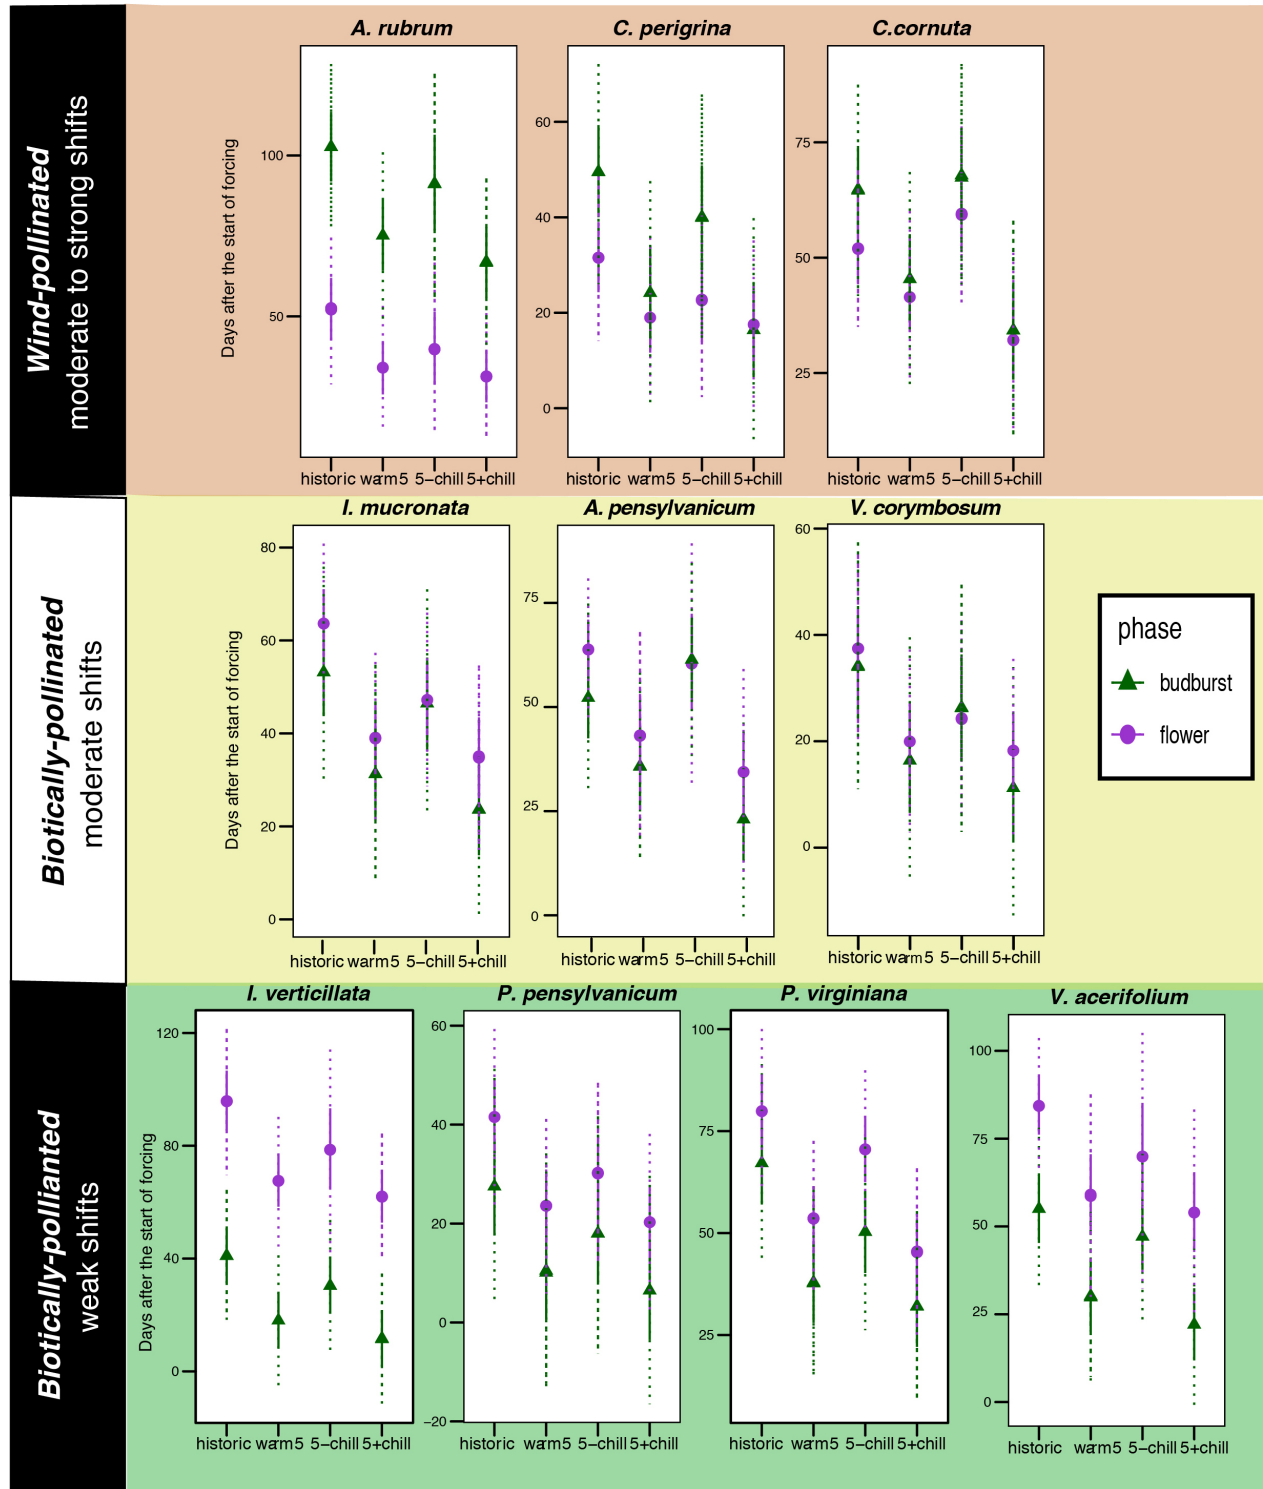 Wind-pollinated
moderate to strong shifts
A. rubrum
C. perigrina
C.cornuta
Days after the start of forcing
100
50
historic warm5 5−chill 5+chill
60
40
20
0
historic warm5 5−chill 5+chill
75
50
25
historic warm5 5−chill 5+chill
Biotically-pollinated
moderate shifts
I. mucronata
A. pensylvanicum
V. corymbosum
Days after the start of forcing
80
60
40
20
0
historic warm5 5−chill 5+chill
75
50
25
0
historic warm5 5−chill 5+chill
60
40
20
0
historic warm5 5−chill 5+chill
phase
budburst
flower
Biotically-pollianted
weak shifts
I. verticillata
P. pensylvanicum
P. virginiana
V. acerifolium
Days after the start of forcing
120
80
40
0
historic warm5 5−chill 5+chill
60
40
20
0
−20
historic warm5 5−chill 5+chill
100
75
50
25
historic warm5 5−chill 5+chill
100
75
50
25
0
historic warm5 5−chill 5+chill